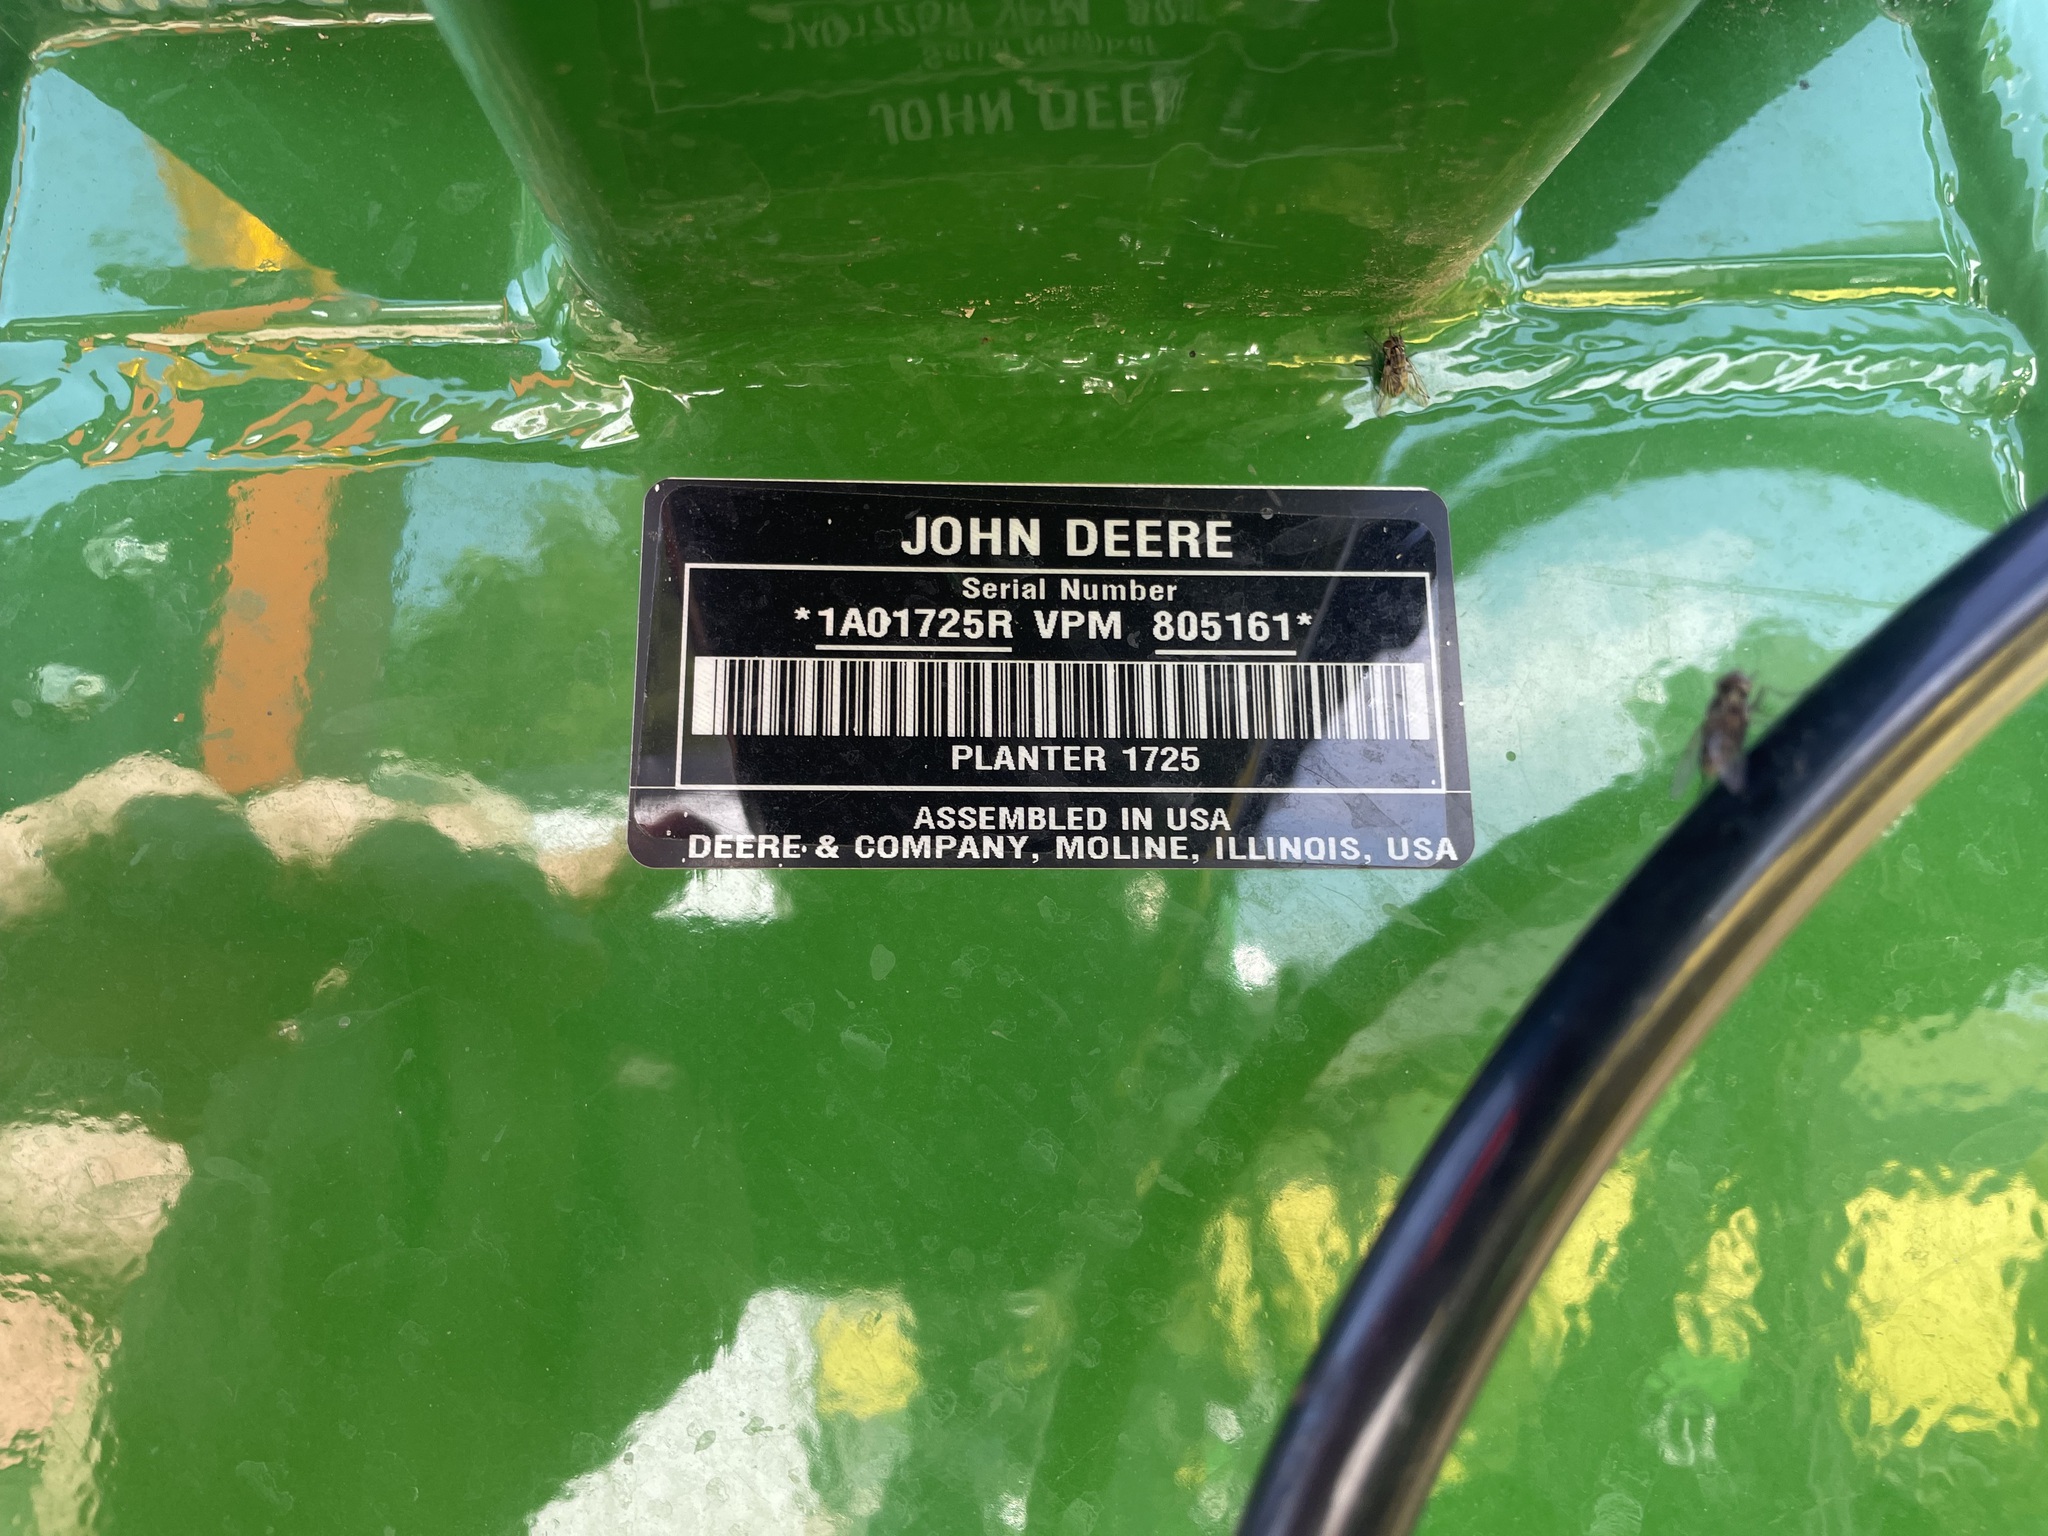 JOHN DEERE
Serial Number
*1A01725R VPM 805161*
PLANTER 1725
ASSEMBLED IN USA
DEERE & COMPANY, MOLINE, ILLINOIS, USA